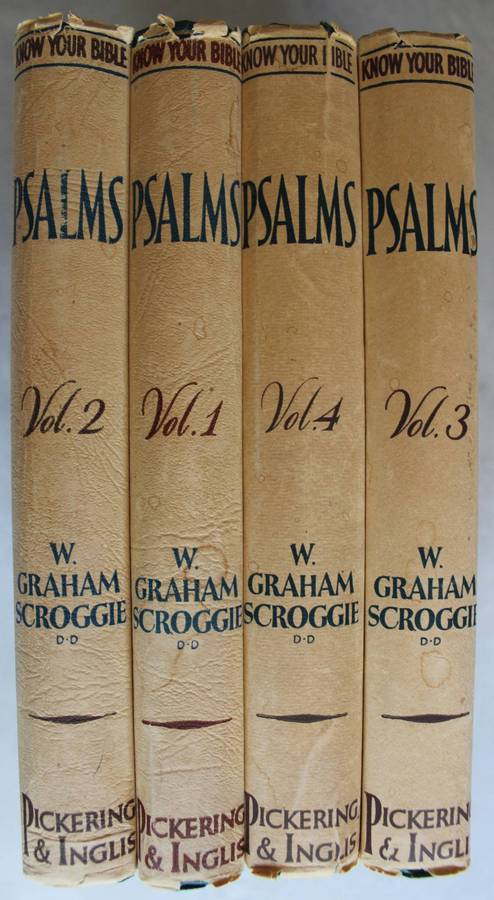 KNOW YOUR BIBLE
PSALMS
Vol. 2
W.
GRAHAM
SCROGGIE
D·D
PICKERING
& INGLIS
KNOW YOUR BIBLE
PSALMS
Vol. 1
W.
GRAHAM
SCROGGIE
D·D
PICKERING
& INGLIS
KNOW YOUR BIBLE
PSALMS
Vol. 4
W.
GRAHAM
SCROGGIE
D·D
PICKERING
& INGLIS
KNOW YOUR BIBLE
PSALMS
Vol. 3
W.
GRAHAM
SCROGGIE
D·D
PICKERING
& INGLI